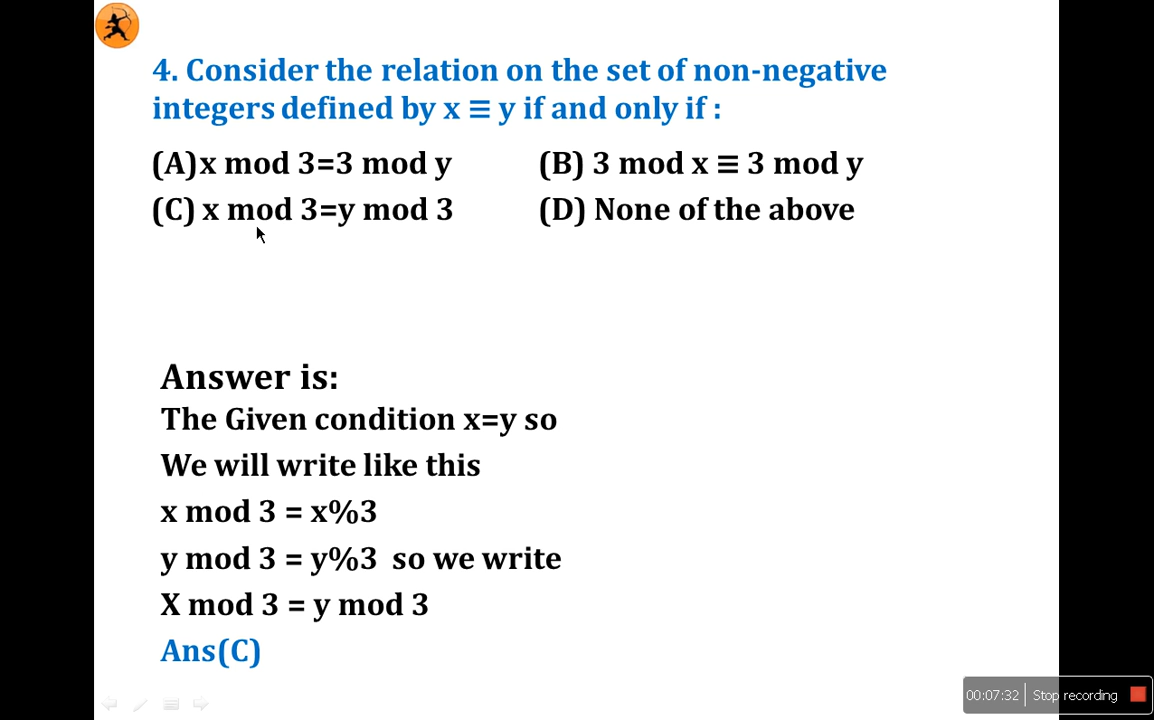 4. Consider the relation on the set of non-negative
integers defined by x ≡ y if and only if :
(A)x mod 3=3 mod y (B) 3 mod x ≡ 3 mod y
(C) x mod 3=y mod 3 (D) None of the above
Answer is:
The Given condition x=y so
We will write like this
x mod 3 = x%3
y mod 3 = y%3 so we write
X mod 3 = y mod 3
Ans(C)
00:07:32 Stop recording